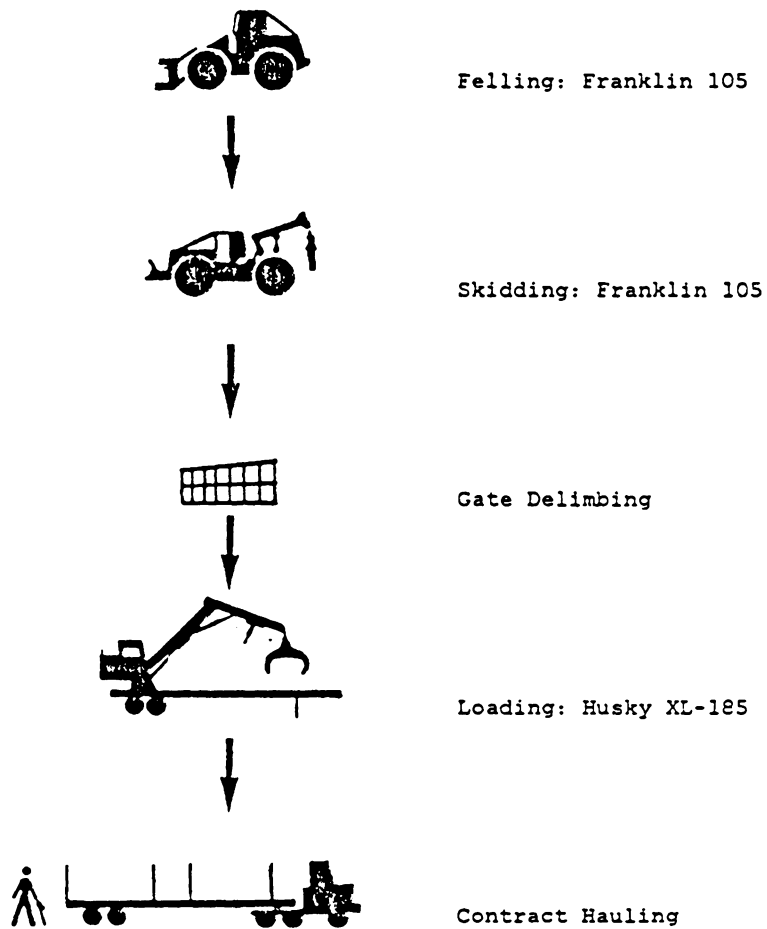 Felling: Franklin 105
Skidding: Franklin 105
Gate Delimbing
Loading: Husky XL-185
Contract Hauling